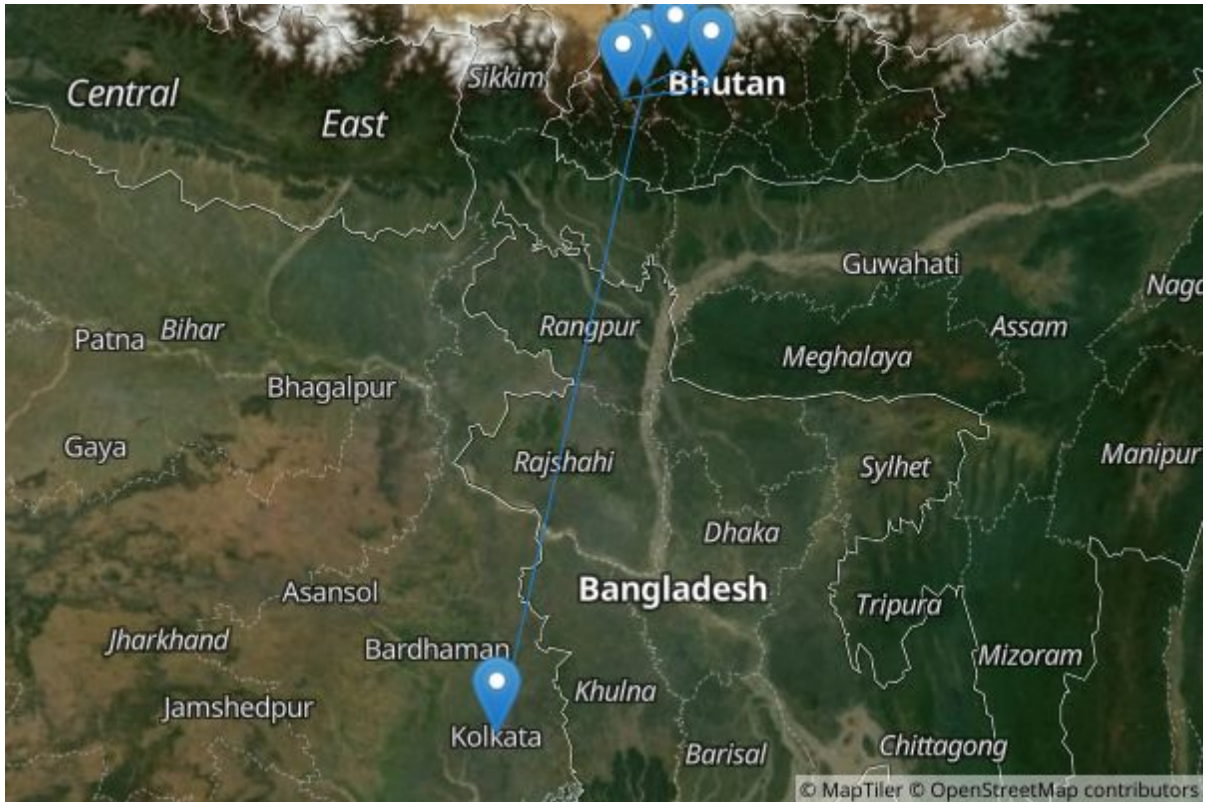 Central
East
Sikkim
Bhutan
Guwahati
Naga
Patna
Bihar
Rangpur
Assam
Meghalaya
Bhagalpur
Gaya
Rajshahi
Sylhet
Manipur
Dhaka
Asansol
Bangladesh
Tripura
Jharkhand
Bardhaman
Mizoram
Khulna
Jamshedpur
Kolkata
Barisal
Chittagong
© MapTiler © OpenStreetMap contributors